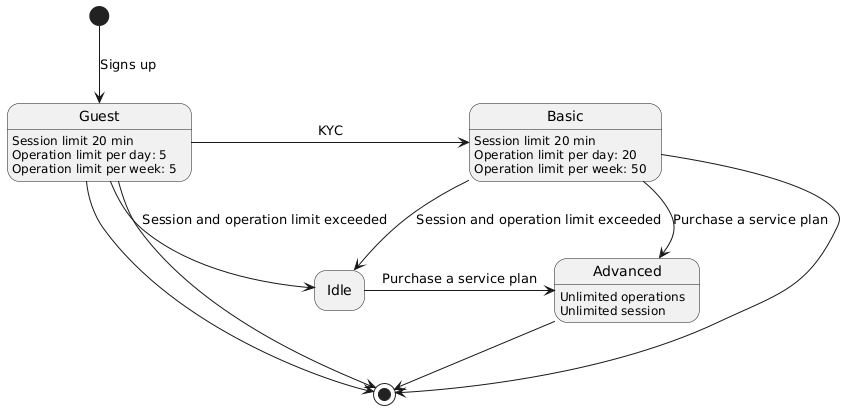 Signs up
Guest
Session limit 20 min
Operation limit per day: 5
Operation limit per week: 5
KYC
Basic
Session limit 20 min
Operation limit per day: 20
Operation limit per week: 50
Session and operation limit exceeded
Session and operation limit exceeded
Purchase a service plan
Idle
Purchase a service plan
Advanced
Unlimited operations
Unlimited session